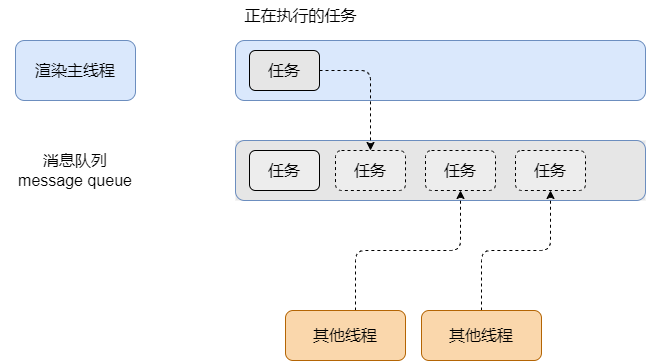 正在执行的任务
渲染主线程
任务
消息队列
message queue
任务
任务
任务
任务
其他线程
其他线程